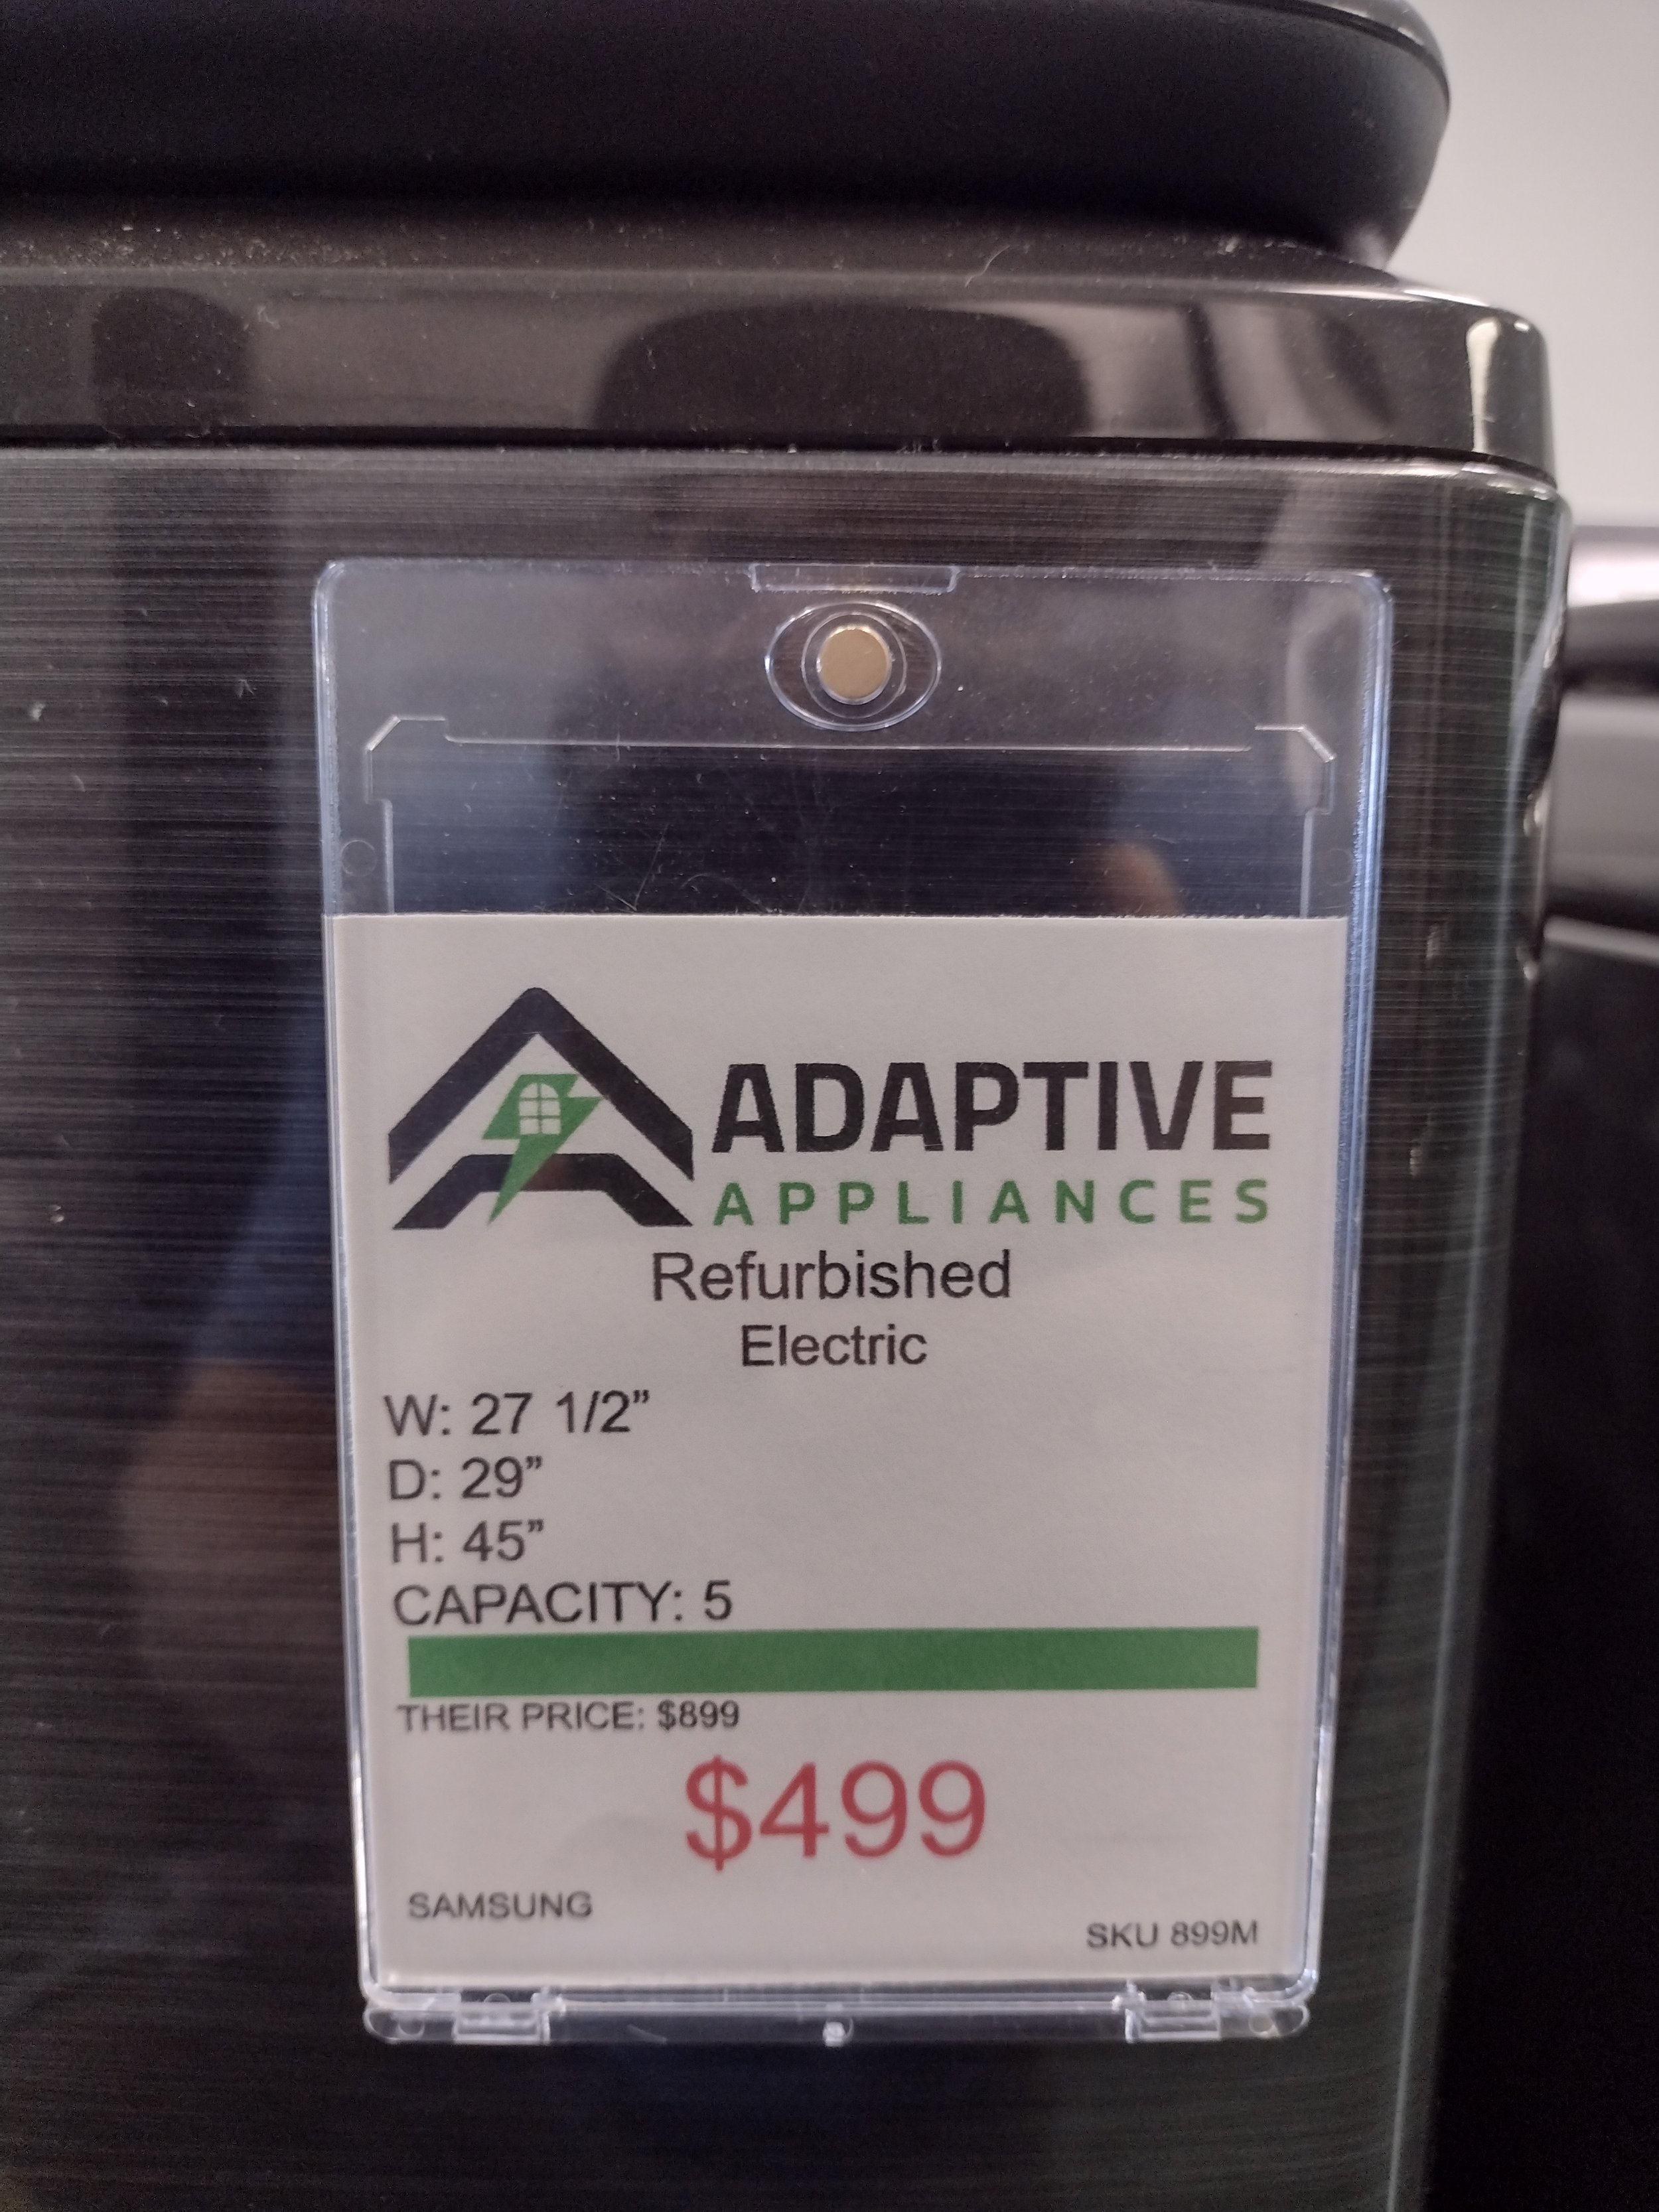 ADAPTIVE
APPLIANCES
Refurbished
Electric
W: 27 1/2”
D: 29”
H: 45”
CAPACITY: 5
THEIR PRICE: $899
$499
SAMSUNG
SKU 899M